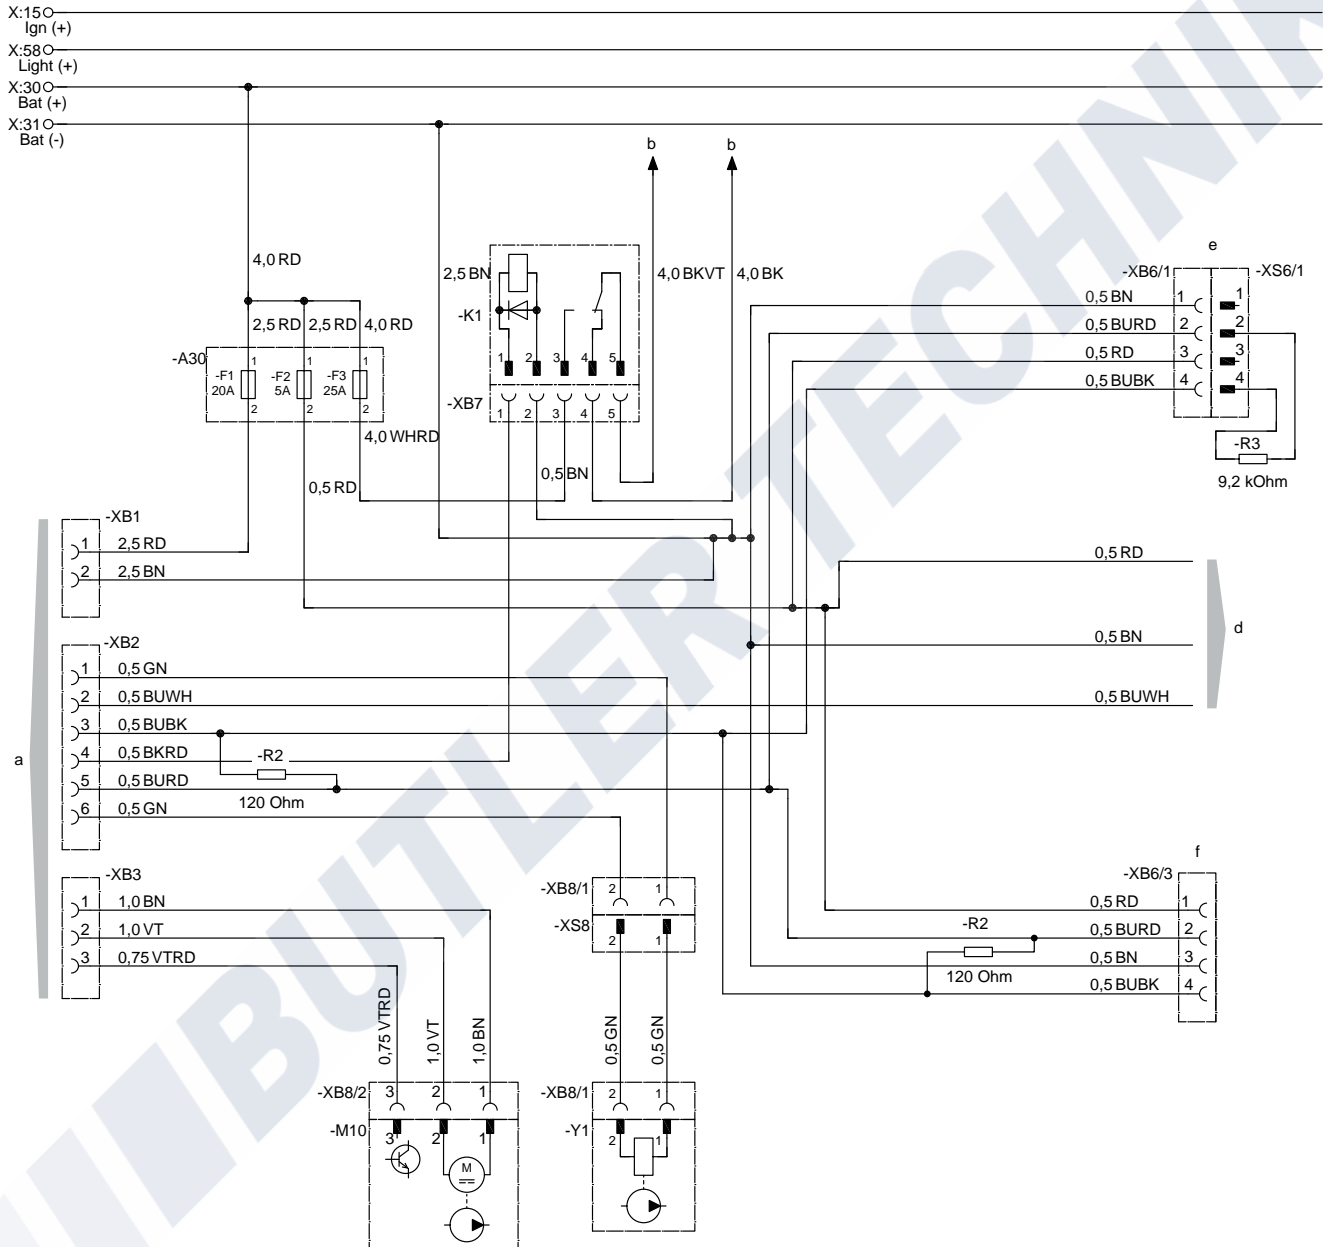 X:15
Ign (+)
X:58
Light (+)
X:30
Bat (+)
X:31
Bat (-)
b b
e
4,0 RD
2,5 BN
4,0 BKVT 4,0 BK
-XB6/1 -XS6/1
-K1
0,5 BN 1 1
0,5 BURD 2 2
0,5 RD 3 3
0,5 BUBK 4 4
2,5 RD 2,5 RD 4,0 RD
-A30
1 1 1
-F1 -F2 -F3
20A 5A 25A
2 2 2
1 2 3 4 5
-XB7
1 2 3 4 5
4,0 WHRD
-R3
9,2 kOhm
0,5 BN
0,5 RD
-XB1
1 2,5 RD
2 2,5 BN
0,5 RD
0,5 BN
d
0,5 BUWH
-XB2
1 0,5 GN
2 0,5 BUWH
3 0,5 BUBK
4 0,5 BKRD
5 0,5 BURD
6 0,5 GN
-R2
120 Ohm
a
-XB3
1 1,0 BN
2 1,0 VT
3 0,75 VTRD
-XB8/1 2 1
-XS8
2 1
f
-XB6/3
0,5 RD 1
0,5 BURD 2
0,5 BN 3
0,5 BUBK 4
-R2
120 Ohm
0,75 VTRD
1,0 VT
1,0 BN
0,5 GN
0,5 GN
-XB8/2 3 2 1
-M10
3 2 1
M
-XB8/1 2 1
-Y1
2 1
BUTLER TECHNIK